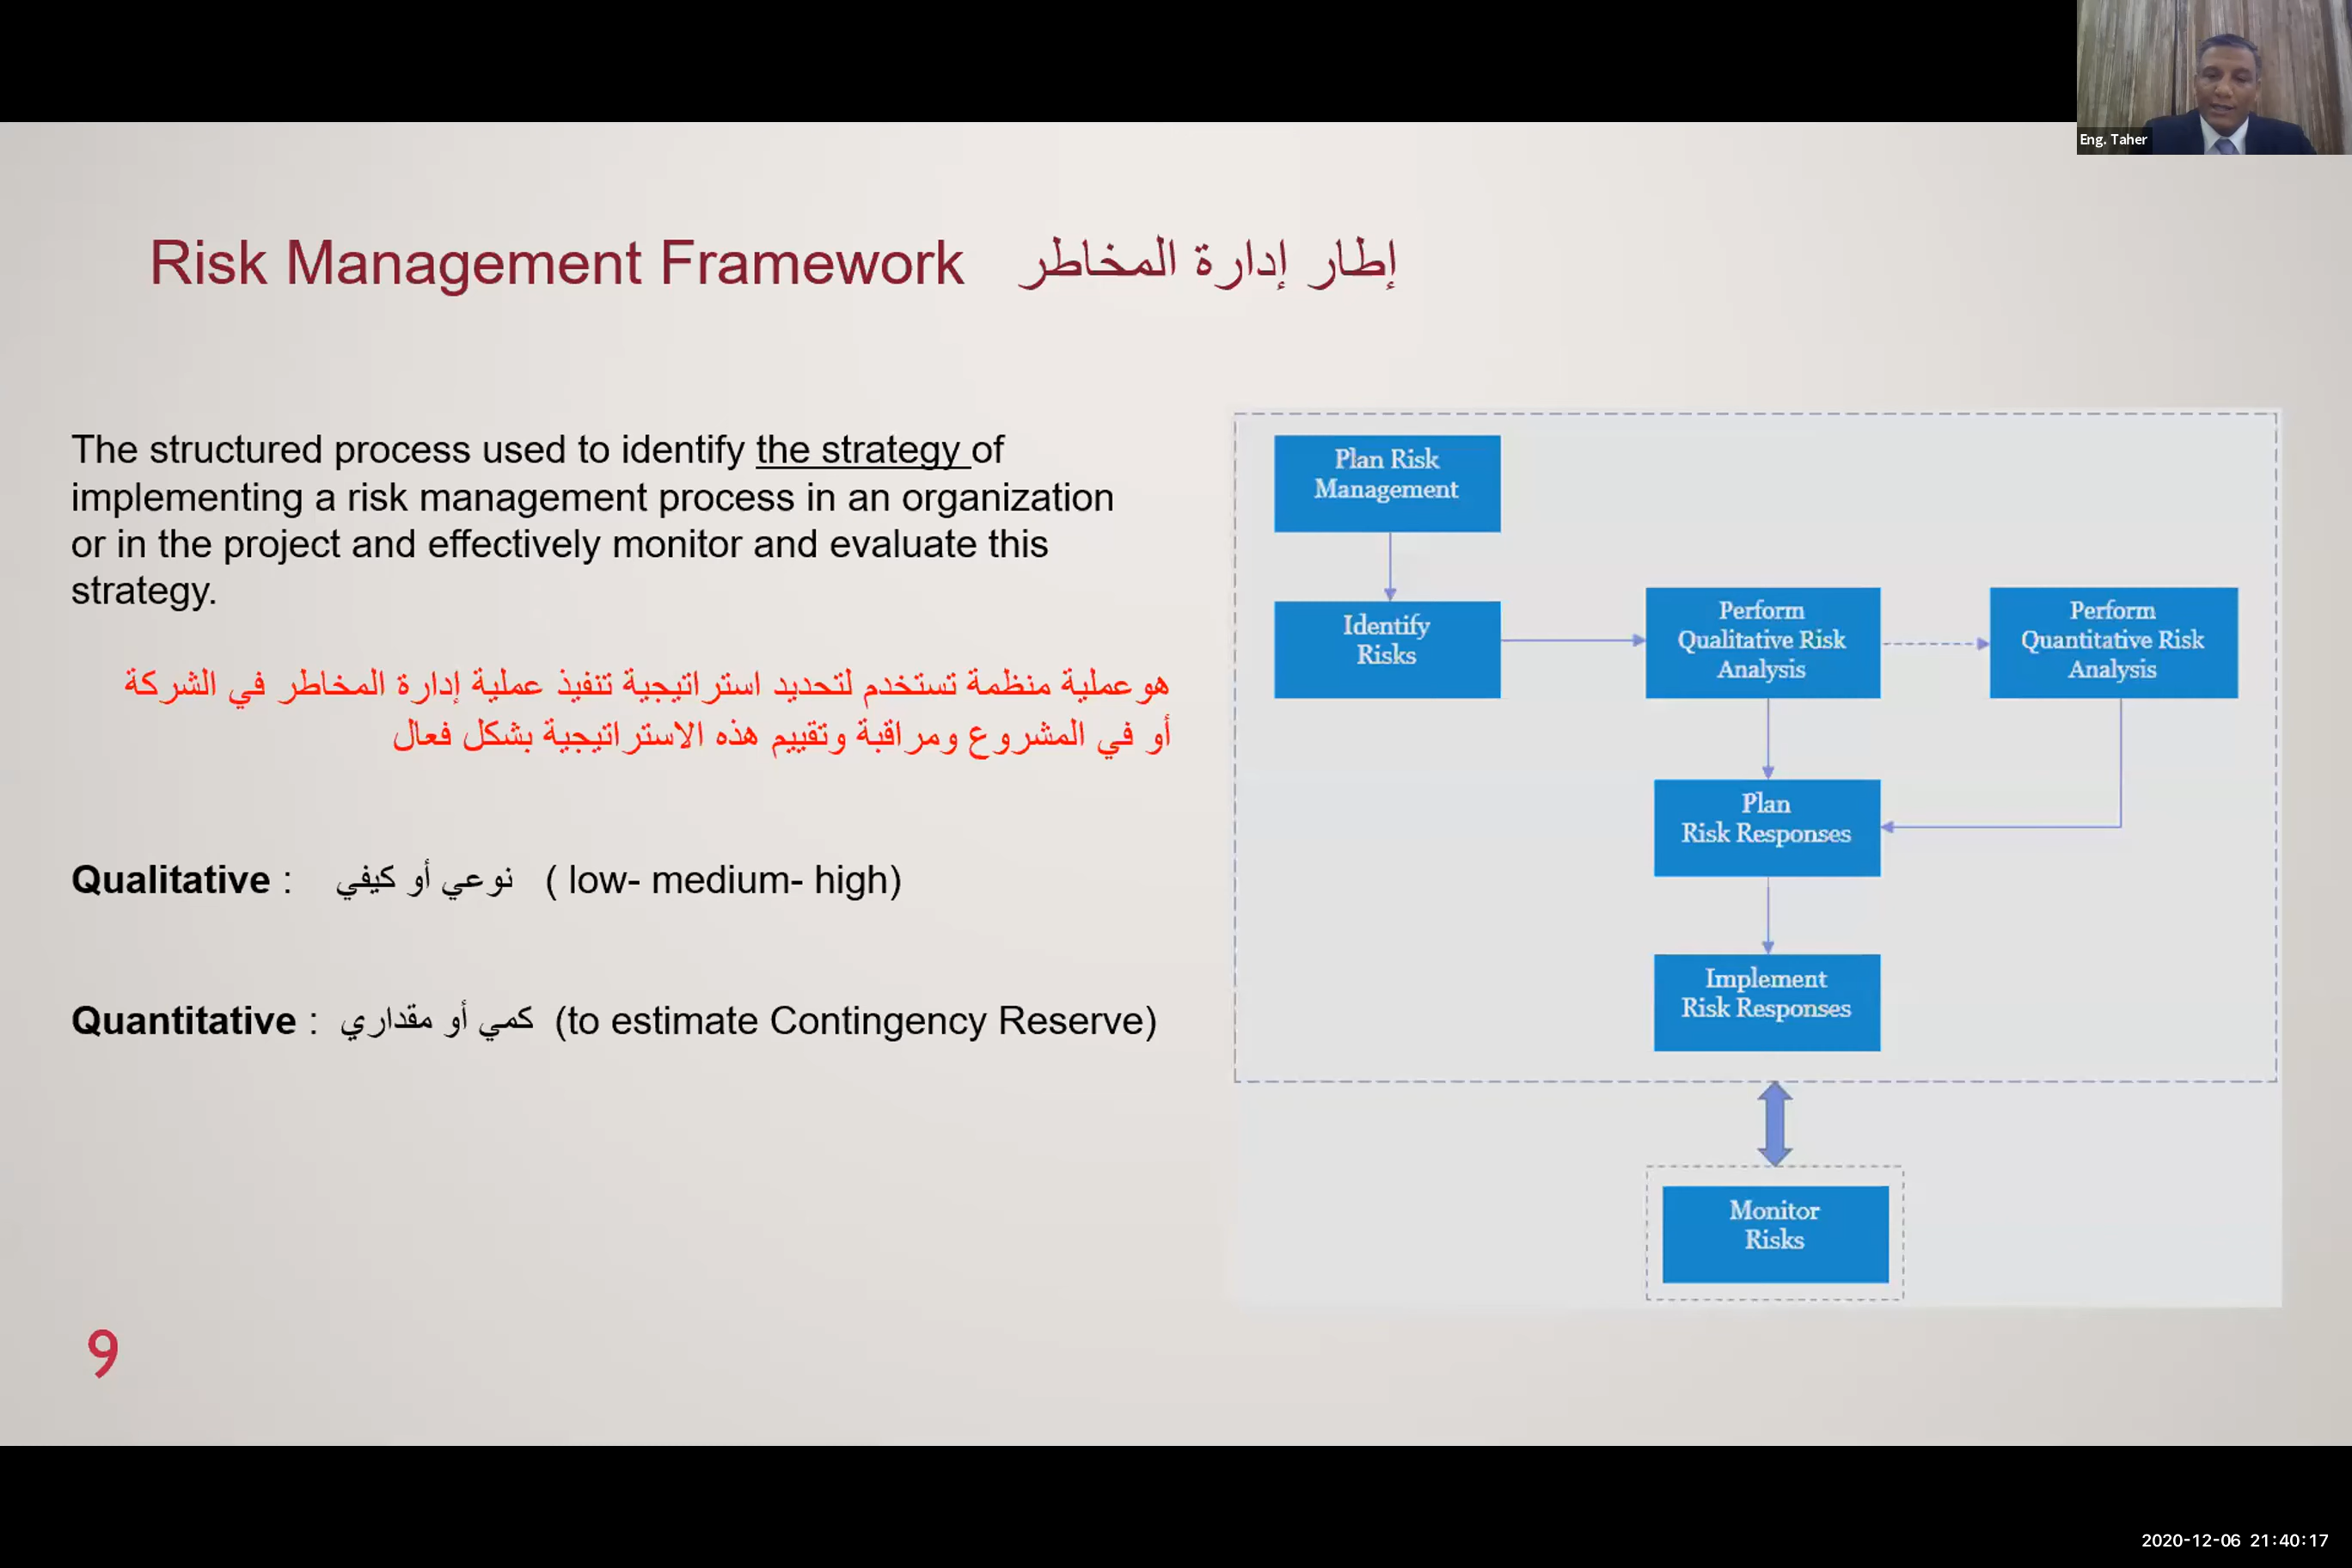 Eng. Taher
Risk Management Framework إطار إدارة المخاطر
The structured process used to identify the strategy of
implementing a risk management process in an organization
or in the project and effectively monitor and evaluate this
strategy.
هو عملية منظمة تستخدم لتحديد استراتيجية تنفيذ عملية إدارة المخاطر في الشركة
أو في المشروع ومراقبة وتقييم هذه الاستراتيجية بشكل فعال
Qualitative : نوعي أو كيفي ( low- medium- high)
Quantitative : كمي أو مقداري (to estimate Contingency Reserve)
Plan Risk
Management
Identify
Risks
Perform
Qualitative Risk
Analysis
Perform
Quantitative Risk
Analysis
Plan
Risk Responses
Implement
Risk Responses
Monitor
Risks
9
2020-12-06 21:40:17